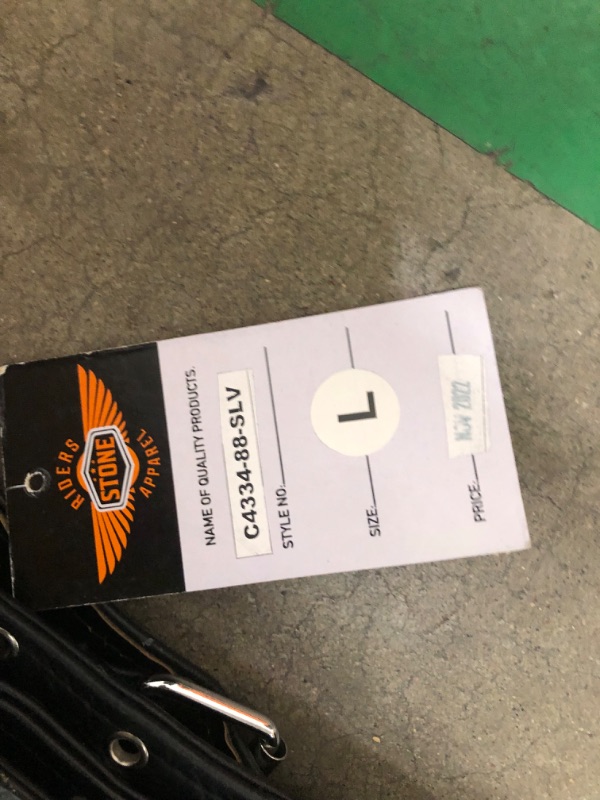 RIDERS
STONE
APPAREL
NAME OF QUALITY PRODUCTS.
C4334-88-SLV
STYLE NO:
L
SIZE:
NOV 2022
PRICE: